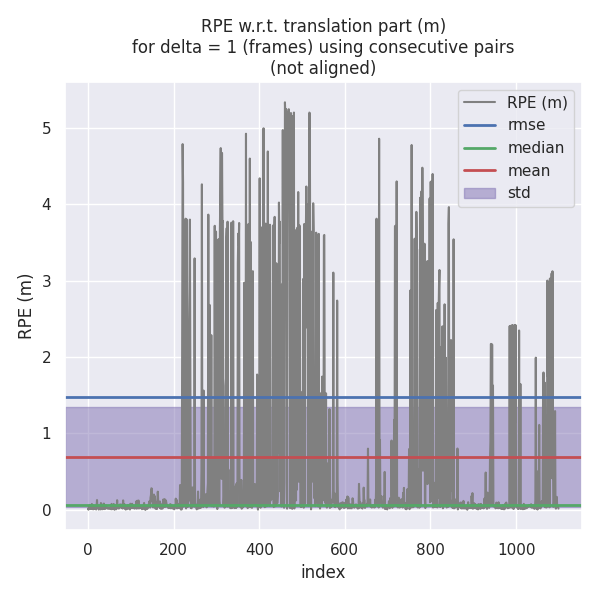 RPE w.r.t. translation part (m)
for delta = 1 (frames) using consecutive pairs
(not aligned)
RPE (m)
rmse
median
mean
std
RPE (m)
5
4
3
2
1
0
0 200 400 600 800 1000
index